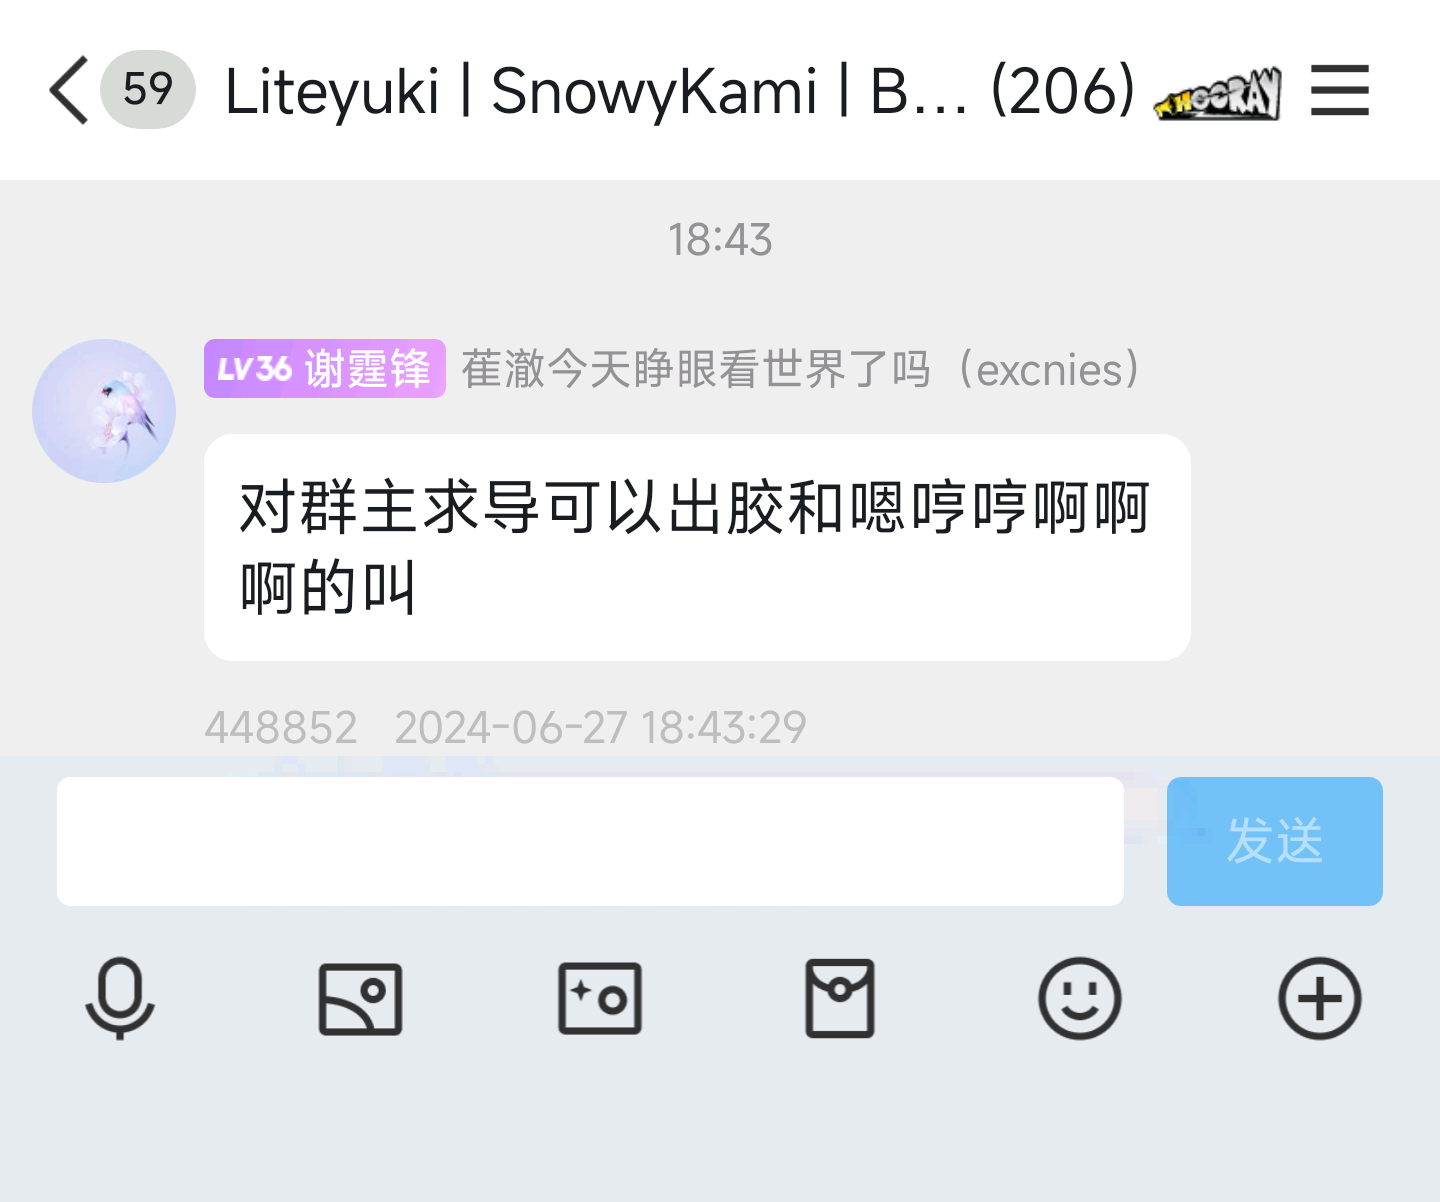 59 Liteyuki | SnowyKami | B... (206) WHOORAY
18:43
LV36 谢霆锋 萑澈今天睁眼看世界了吗（excnies）
对群主求导可以出胶和嗯哼哼啊啊
啊的叫
448852 2024-06-27 18:43:29
发送